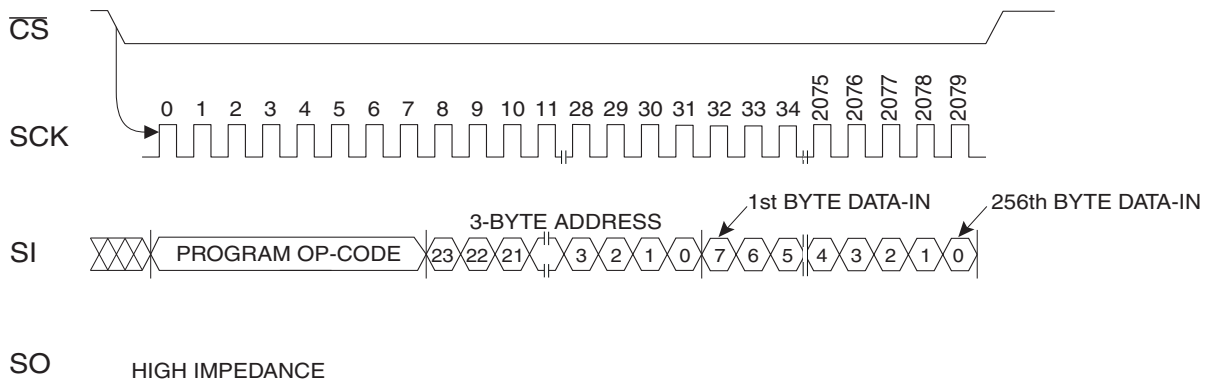 CS
0 1 2 3 4 5 6 7 8 9 10 11 28 29 30 31 32 33 34 2075 2076 2077 2078 2079
SCK
1st BYTE DATA-IN 256th BYTE DATA-IN
3-BYTE ADDRESS
SI PROGRAM OP-CODE 23 22 21 3 2 1 0 7 6 5 4 3 2 1 0
SO HIGH IMPEDANCE